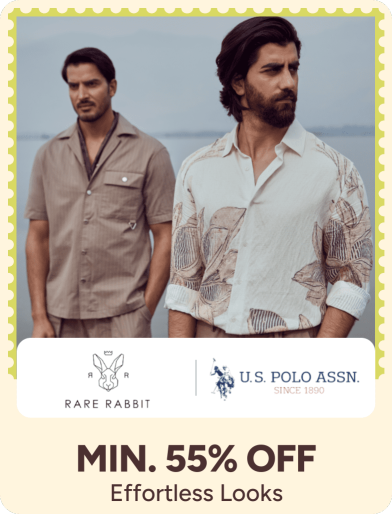 R R
RARE RABBIT
U.S. POLO ASSN.
SINCE 1890
MIN. 55% OFF
Effortless Looks